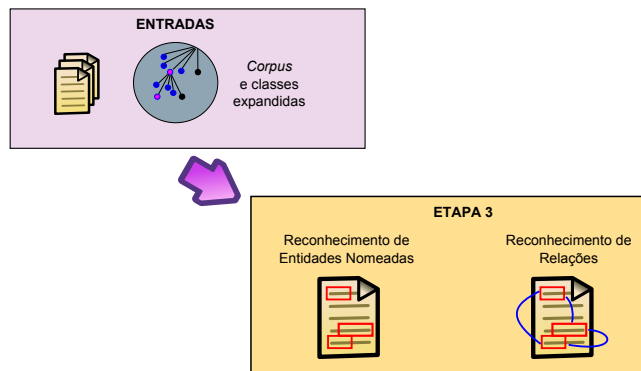 ENTRADAS
Corpus
e classes
expandidas
ETAPA 3
Reconhecimento de
Entidades Nomeadas
Reconhecimento de
Relações